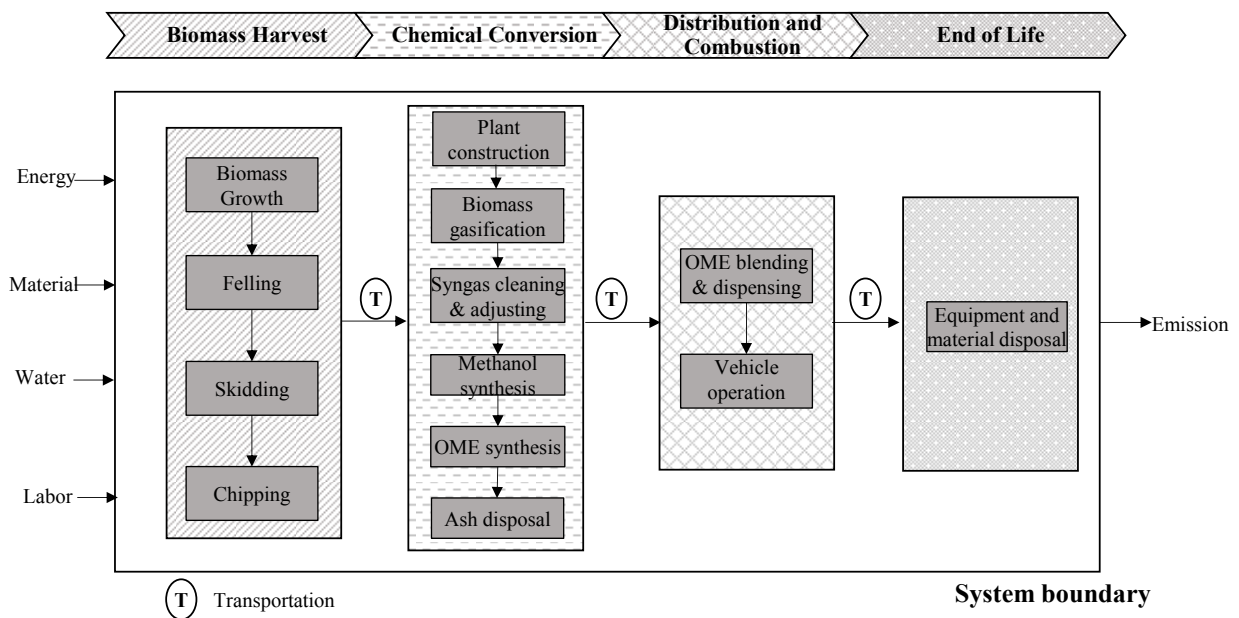 Biomass Harvest
Chemical Conversion
Distribution and
Combustion
End of Life
Energy
Material
Water
Labor
Biomass
Growth
Felling
Skidding
Chipping
T
Plant
construction
Biomass
gasification
Syngas cleaning
& adjusting
Methanol
synthesis
OME synthesis
Ash disposal
T
OME blending
& dispensing
Vehicle
operation
T
Equipment and
material disposal
Emission
T Transportation
System boundary